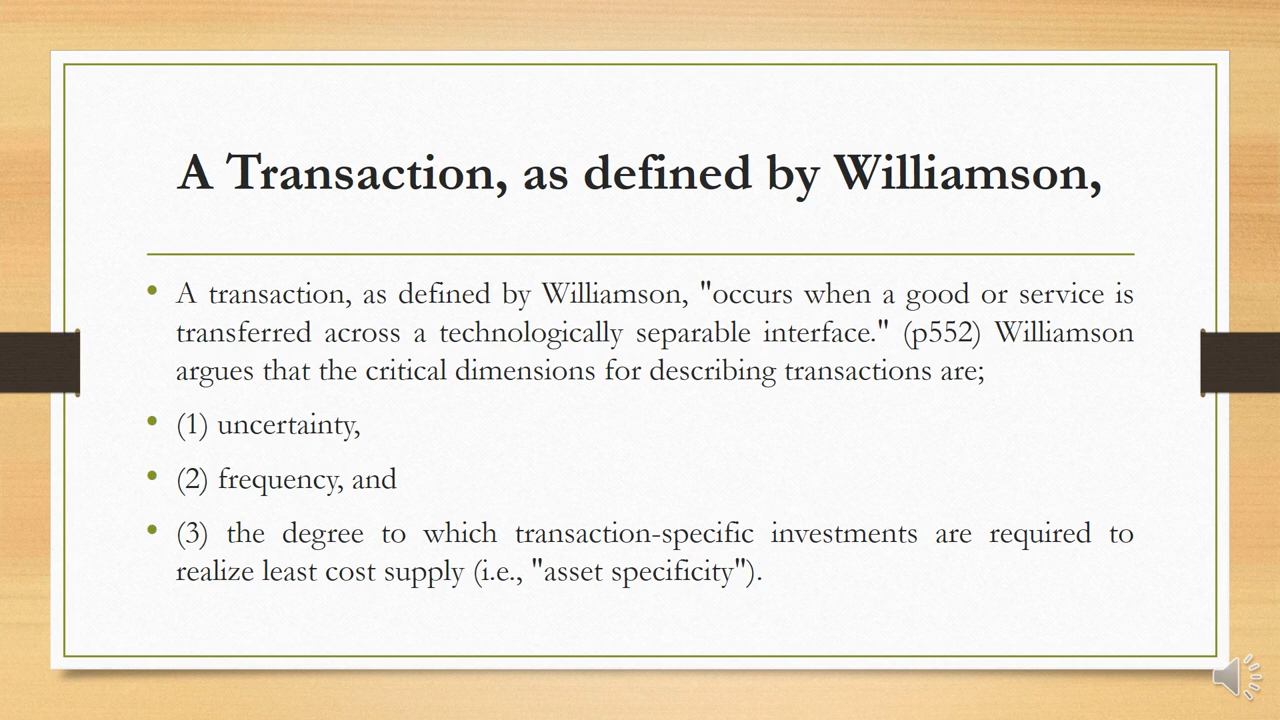 A Transaction, as defined by Williamson,
• A transaction, as defined by Williamson, "occurs when a good or service is
transferred across a technologically separable interface." (p552) Williamson
argues that the critical dimensions for describing transactions are;
• (1) uncertainty,
• (2) frequency, and
• (3) the degree to which transaction-specific investments are required to
realize least cost supply (i.e., "asset specificity").